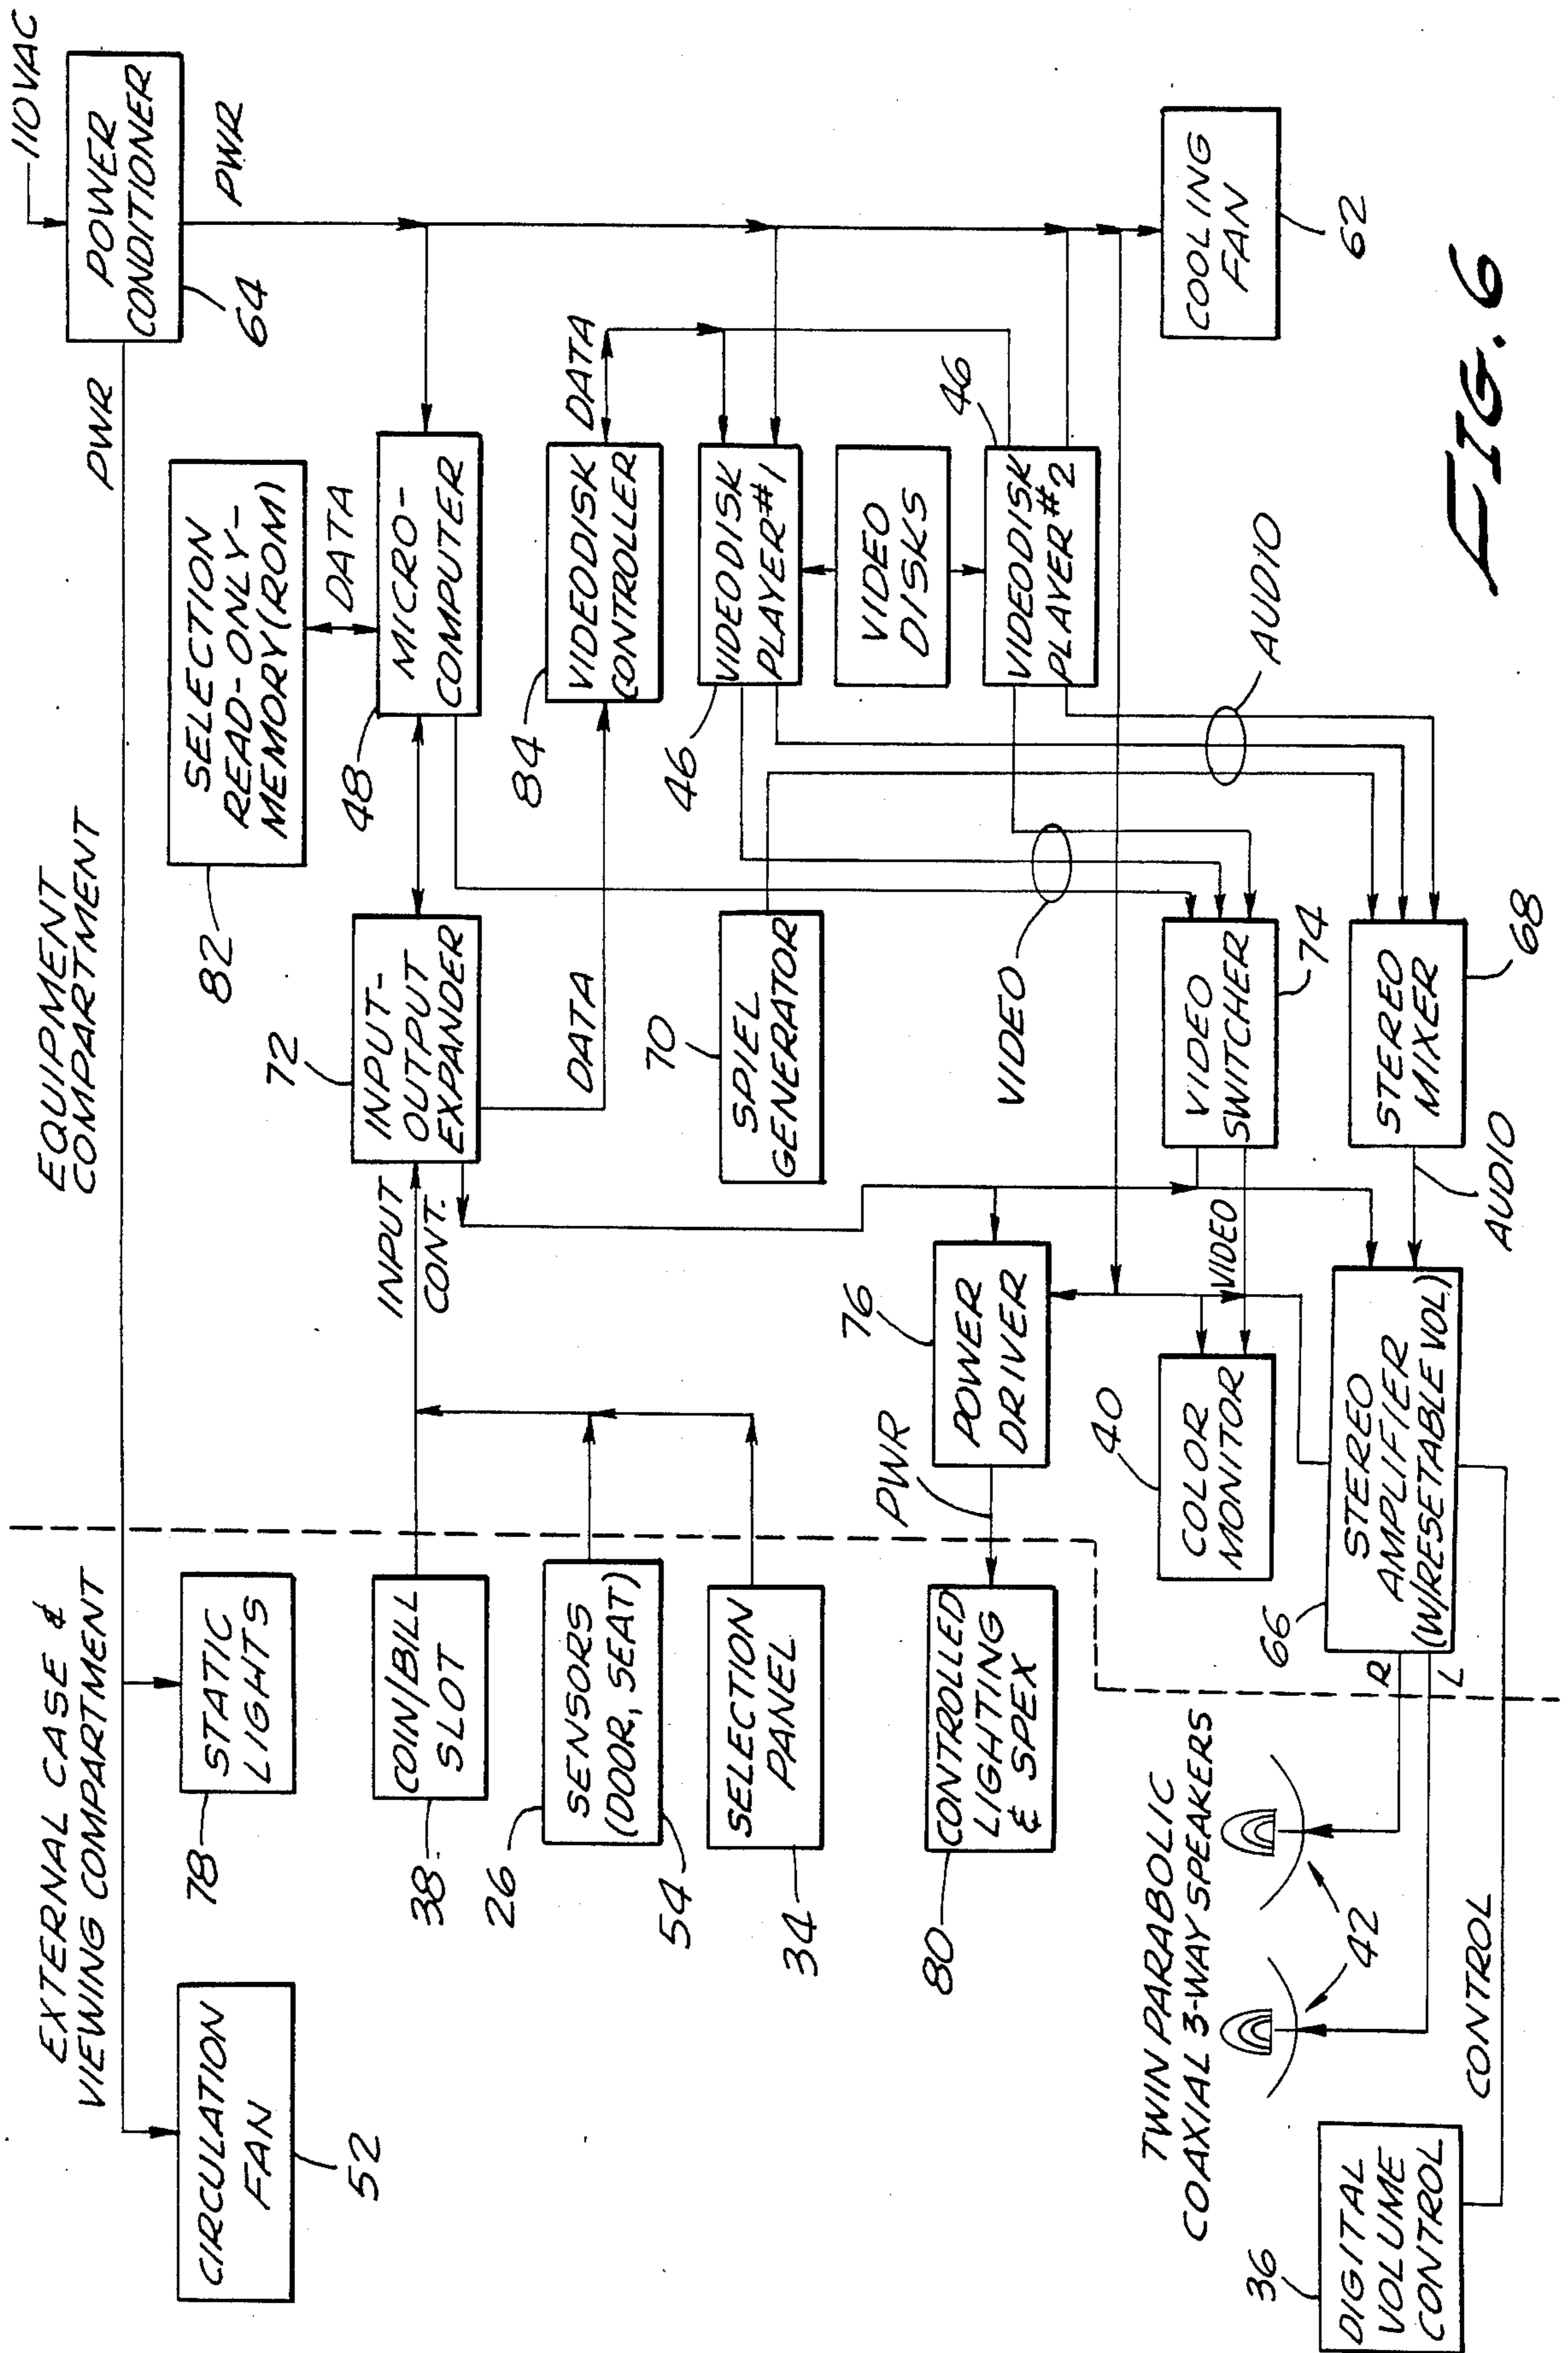 EXTERNAL CASE &
VIEWING COMPARTMENT
EQUIPMENT
COMPARTMENT
PWR
110VAC
POWER
CONDITIONER
64
PWR
CIRCULATION
FAN
52
STATIC
LIGHTS
78
SELECTION
READ-ONLY-
MEMORY (ROM)
82
DATA
COIN/BILL
SLOT
38
INPUT
CONT.
INPUT-
OUTPUT
EXPANDER
72
MICRO-
COMPUTER
48
SENSORS
(DOOR, SEAT)
26
54
DATA
VIDEODISK
CONTROLLER
84
DATA
SELECTION
PANEL
34
SPIEL
GENERATOR
70
VIDEODISK
PLAYER #1
46
VIDEO
DISKS
CONTROLLED
LIGHTING
& SPEX
80
PWR
POWER
DRIVER
76
VIDEO
VIDEODISK
PLAYER #2
46
TWIN PARABOLIC
COAXIAL 3-WAY SPEAKERS
42
COLOR
MONITOR
40
VIDEO
VIDEO
SWITCHER
74
AUDIO
COOLING
FAN
62
DIGITAL
VOLUME
CONTROL
36
CONTROL
R
L
STEREO
AMPLIFIER
(W/RESETABLE VOL)
66
AUDIO
STEREO
MIXER
68
FIG. 6